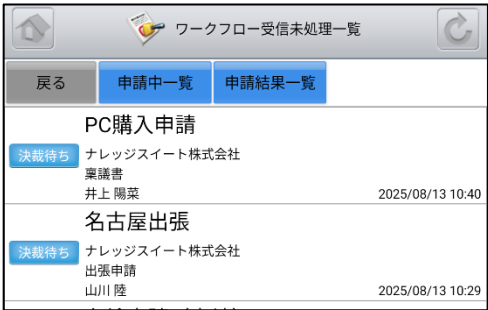 ワークフロー受信未処理一覧
戻る
申請中一覧
申請結果一覧
PC購入申請
決裁待ち
ナレッジスイート株式会社
稟議書
井上 陽菜
2025/08/13 10:40
名古屋出張
決裁待ち
ナレッジスイート株式会社
出張申請
山川 陸
2025/08/13 10:29